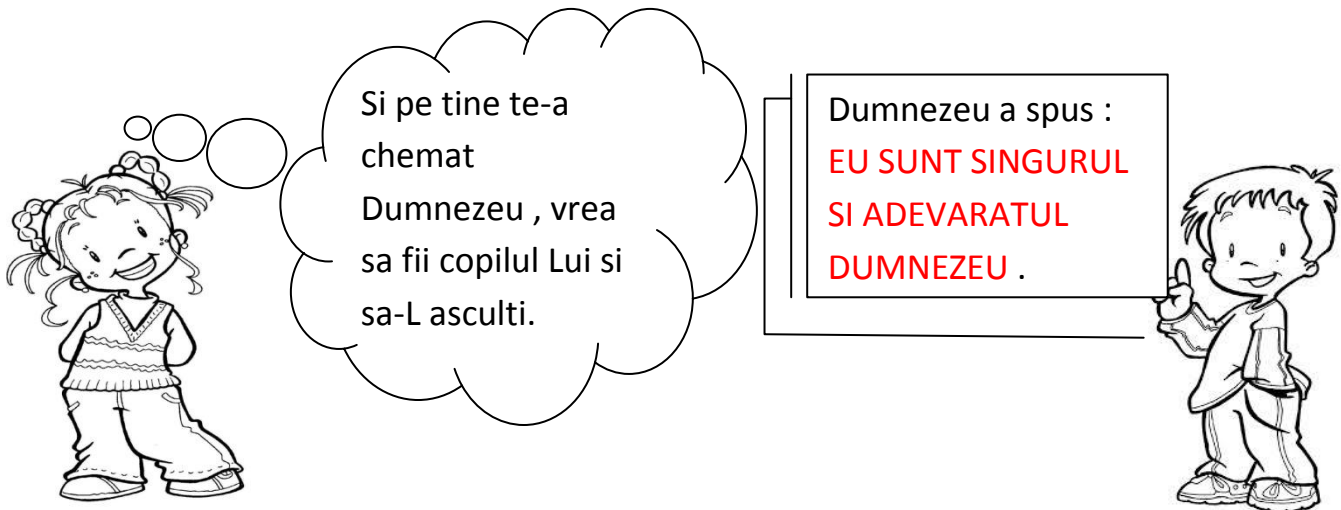 Si pe tine te-a
chemat
Dumnezeu , vrea
sa fii copilul Lui si
sa-L asculti.
Dumnezeu a spus :
EU SUNT SINGURUL
SI ADEVARATUL
DUMNEZEU .